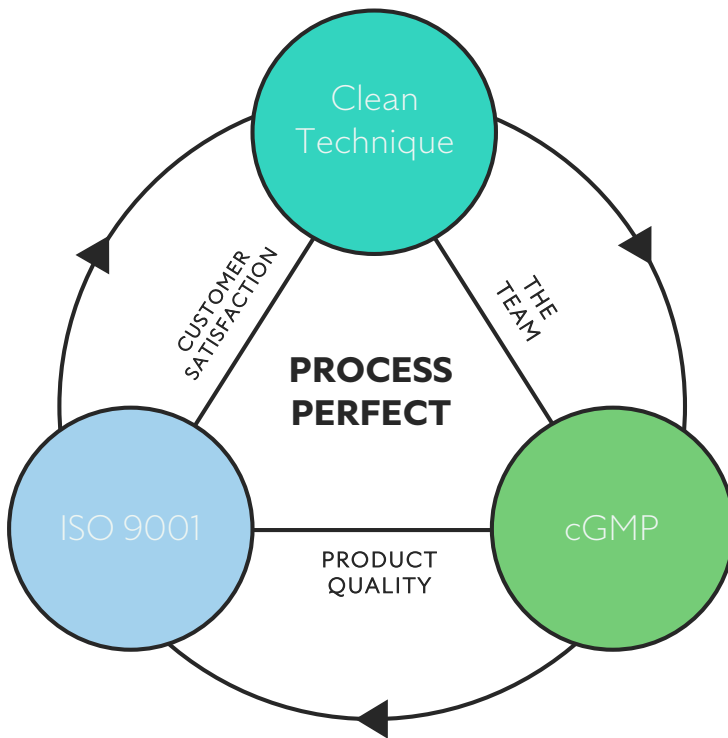 Clean
Technique
CUSTOMER
SATISFACTION
THE
TEAM
PROCESS
PERFECT
ISO 9001
cGMP
PRODUCT
QUALITY